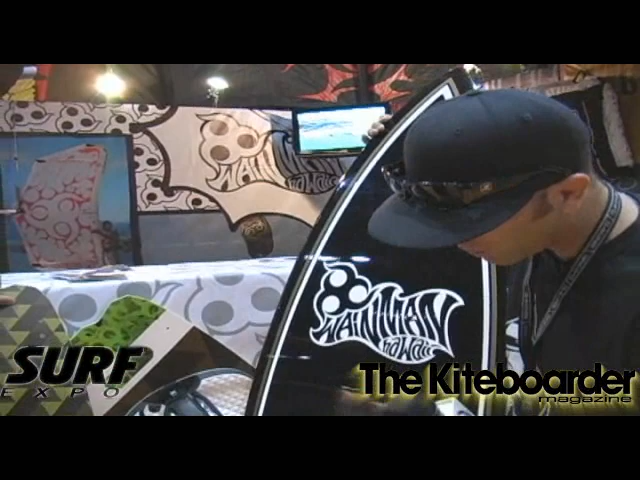 WAINMAN
HaWaii
WAINMAN
HaWaii
SURF
EXPO
The Kiteboarder
magazine